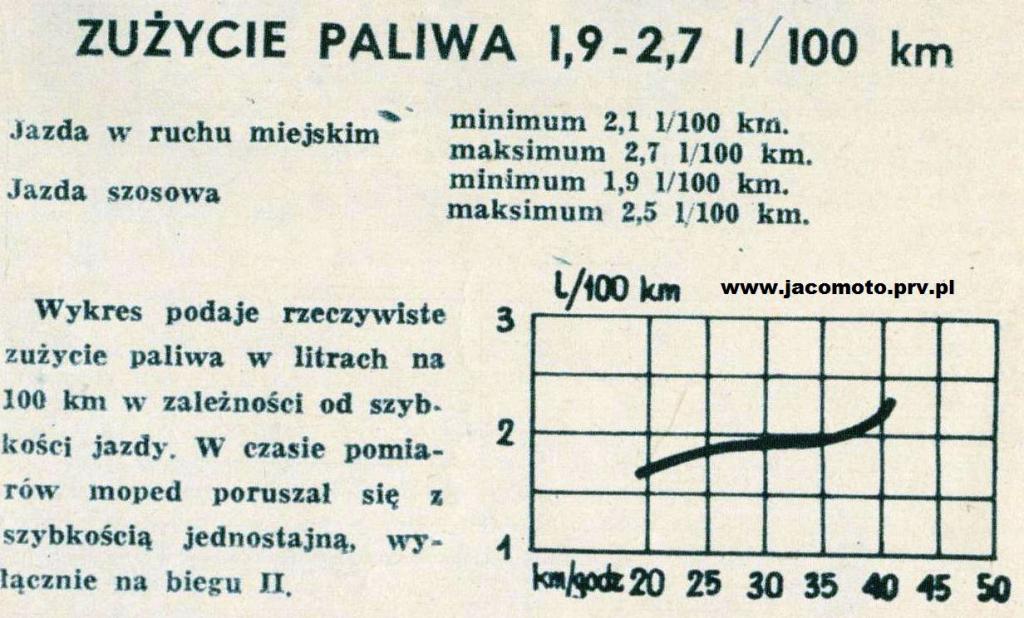 ZUŻYCIE PALIWA 1,9-2,7 l/100 km
Jazda w ruchu miejskim
minimum 2,1 l/100 km.
maksimum 2,7 l/100 km.
Jazda szosowa
minimum 1,9 l/100 km.
maksimum 2,5 l/100 km.
Wykres podaje rzeczywiste
zużycie paliwa w litrach na
100 km w zależności od szyb-
kości jazdy. W czasie pomia-
rów moped poruszał się z
szybkością jednostajną, wy-
łącznie na biegu II.
l/100 km
www.jacomoto.prv.pl
3
2
1
km/godz 20 25 30 35 40 45 50